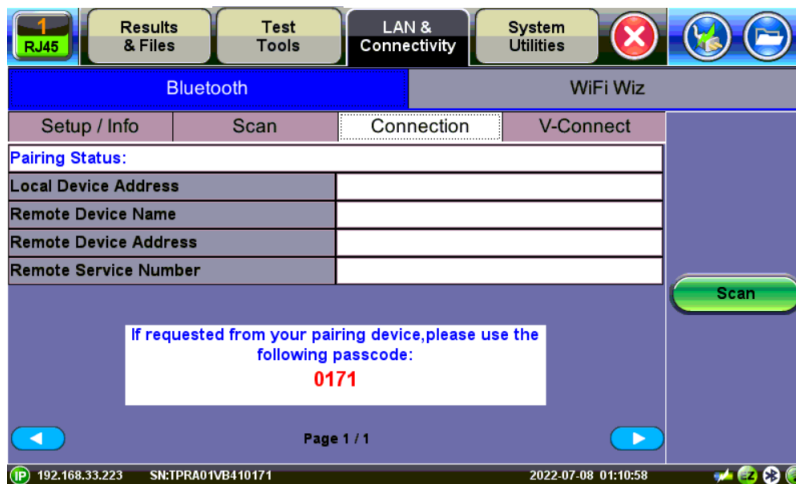 1
RJ45
Results
& Files
Test
Tools
LAN &
Connectivity
System
Utilities
Bluetooth
WiFi Wiz
Setup / Info
Scan
Connection
V-Connect
Pairing Status:
Local Device Address
Remote Device Name
Remote Device Address
Remote Service Number
Scan
If requested from your pairing device,please use the
following passcode:
0171
Page 1 / 1
IP 192.168.33.223 SN:TPRA01VB410171 2022-07-08 01:10:58 EZ